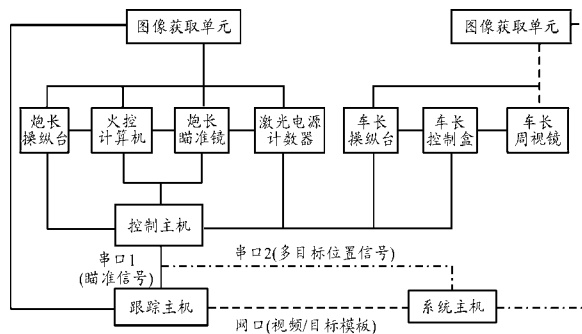 图像获取单元
图像获取单元
炮长
操纵台
火控
计算机
炮长
瞄准镜
激光电源
计数器
车长
操纵台
车长
控制盒
车长
周视镜
控制主机
串口1
(瞄准信号)
串口2(多目标位置信号)
跟踪主机
系统主机
网口(视频/目标模板)